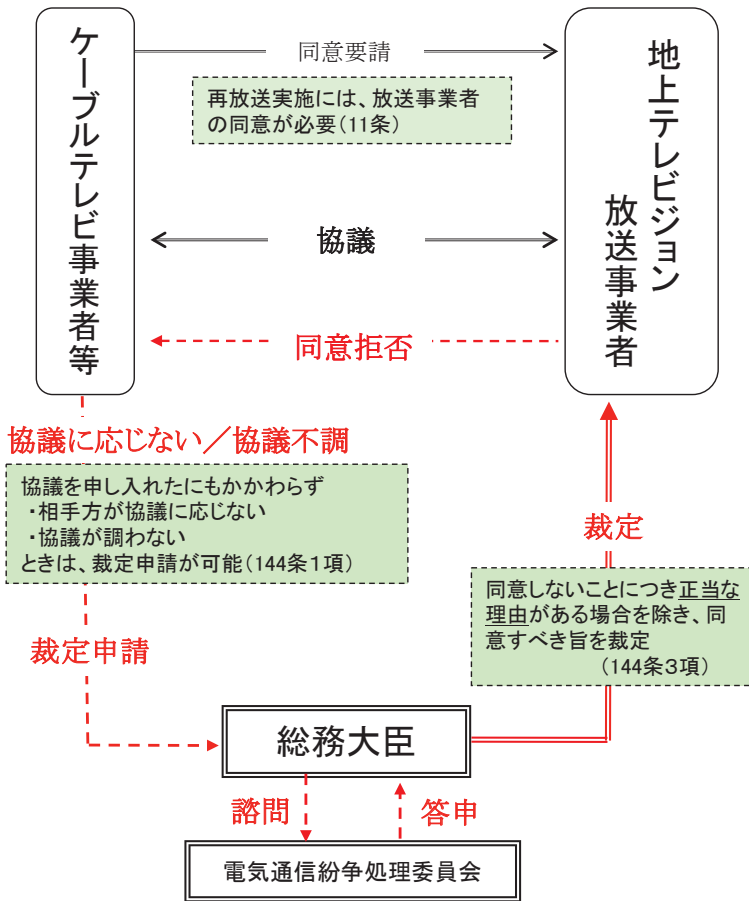 ケーブルテレビ事業者等
同意要請
再放送実施には、放送事業者
の同意が必要（11条）
地上テレビジョン
放送事業者
協議
同意拒否
協議に応じない／協議不調
協議を申し入れたにもかかわらず
・相手方が協議に応じない
・協議が調わない
ときは、裁定申請が可能（144条１項）
裁定
同意しないことにつき正当な
理由がある場合を除き、同
意すべき旨を裁定
（144条３項）
裁定申請
総務大臣
諮問
答申
電気通信紛争処理委員会